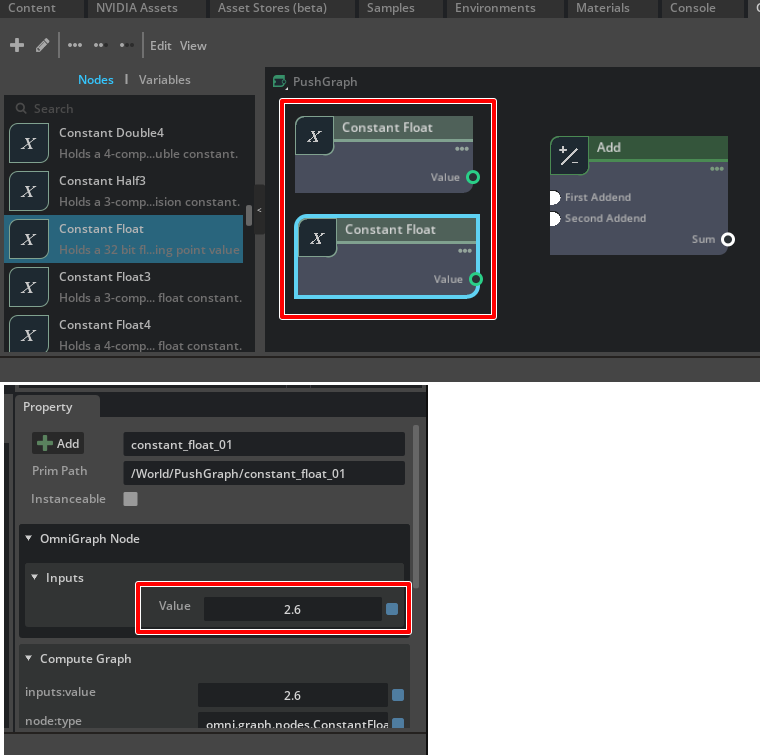 Content NVIDIA Assets Asset Stores (beta) Samples Environments Materials Console
Edit View
Nodes | Variables
PushGraph
Search
Constant Double4
Holds a 4-comp...uble constant.
Constant Half3
Holds a 3-comp...ision constant.
Constant Float
Holds a 32 bit fl...ing point value
Constant Float3
Holds a 3-comp... float constant.
Constant Float4
Holds a 4-comp... float constant.
<
Constant Float
Value
Constant Float
Value
Add
First Addend
Second Addend
Sum
Property
Add constant_float_01
Prim Path /World/PushGraph/constant_float_01
Instanceable
OmniGraph Node
Inputs
Value 2.6
Compute Graph
inputs:value 2.6
node:type omni.graph.nodes.ConstantFloa